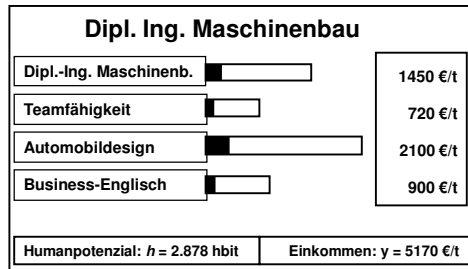 Dipl. Ing. Maschinenbau
Dipl.-Ing. Maschinenb. 1450 €/t
Teamfähigkeit 720 €/t
Automobildesign 2100 €/t
Business-Englisch 900 €/t
Humanpotenzial: h = 2.878 hbit Einkommen: y = 5170 €/t